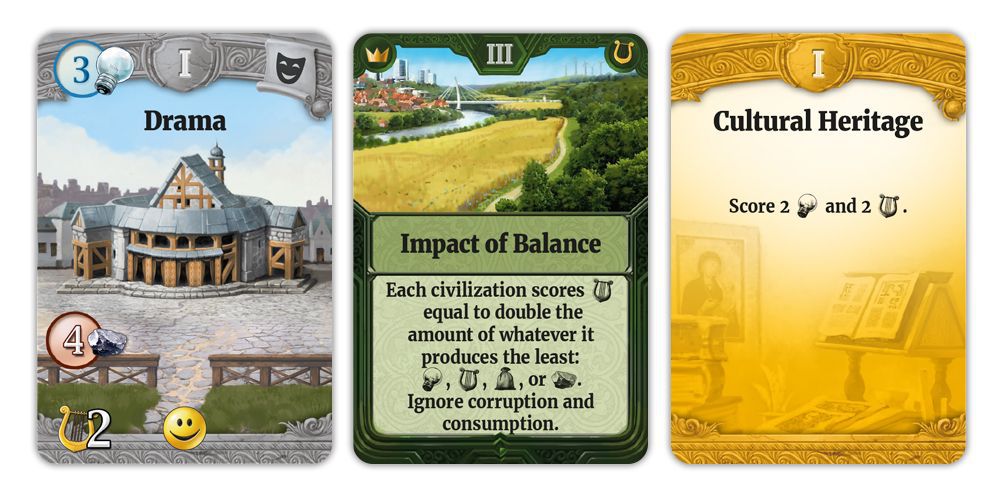 3
I
Drama
4
2
III
Impact of Balance
Each civilization scores
equal to double the
amount of whatever it
produces the least:
, , , or .
Ignore corruption and
consumption.
I
Cultural Heritage
Score 2 and 2 .